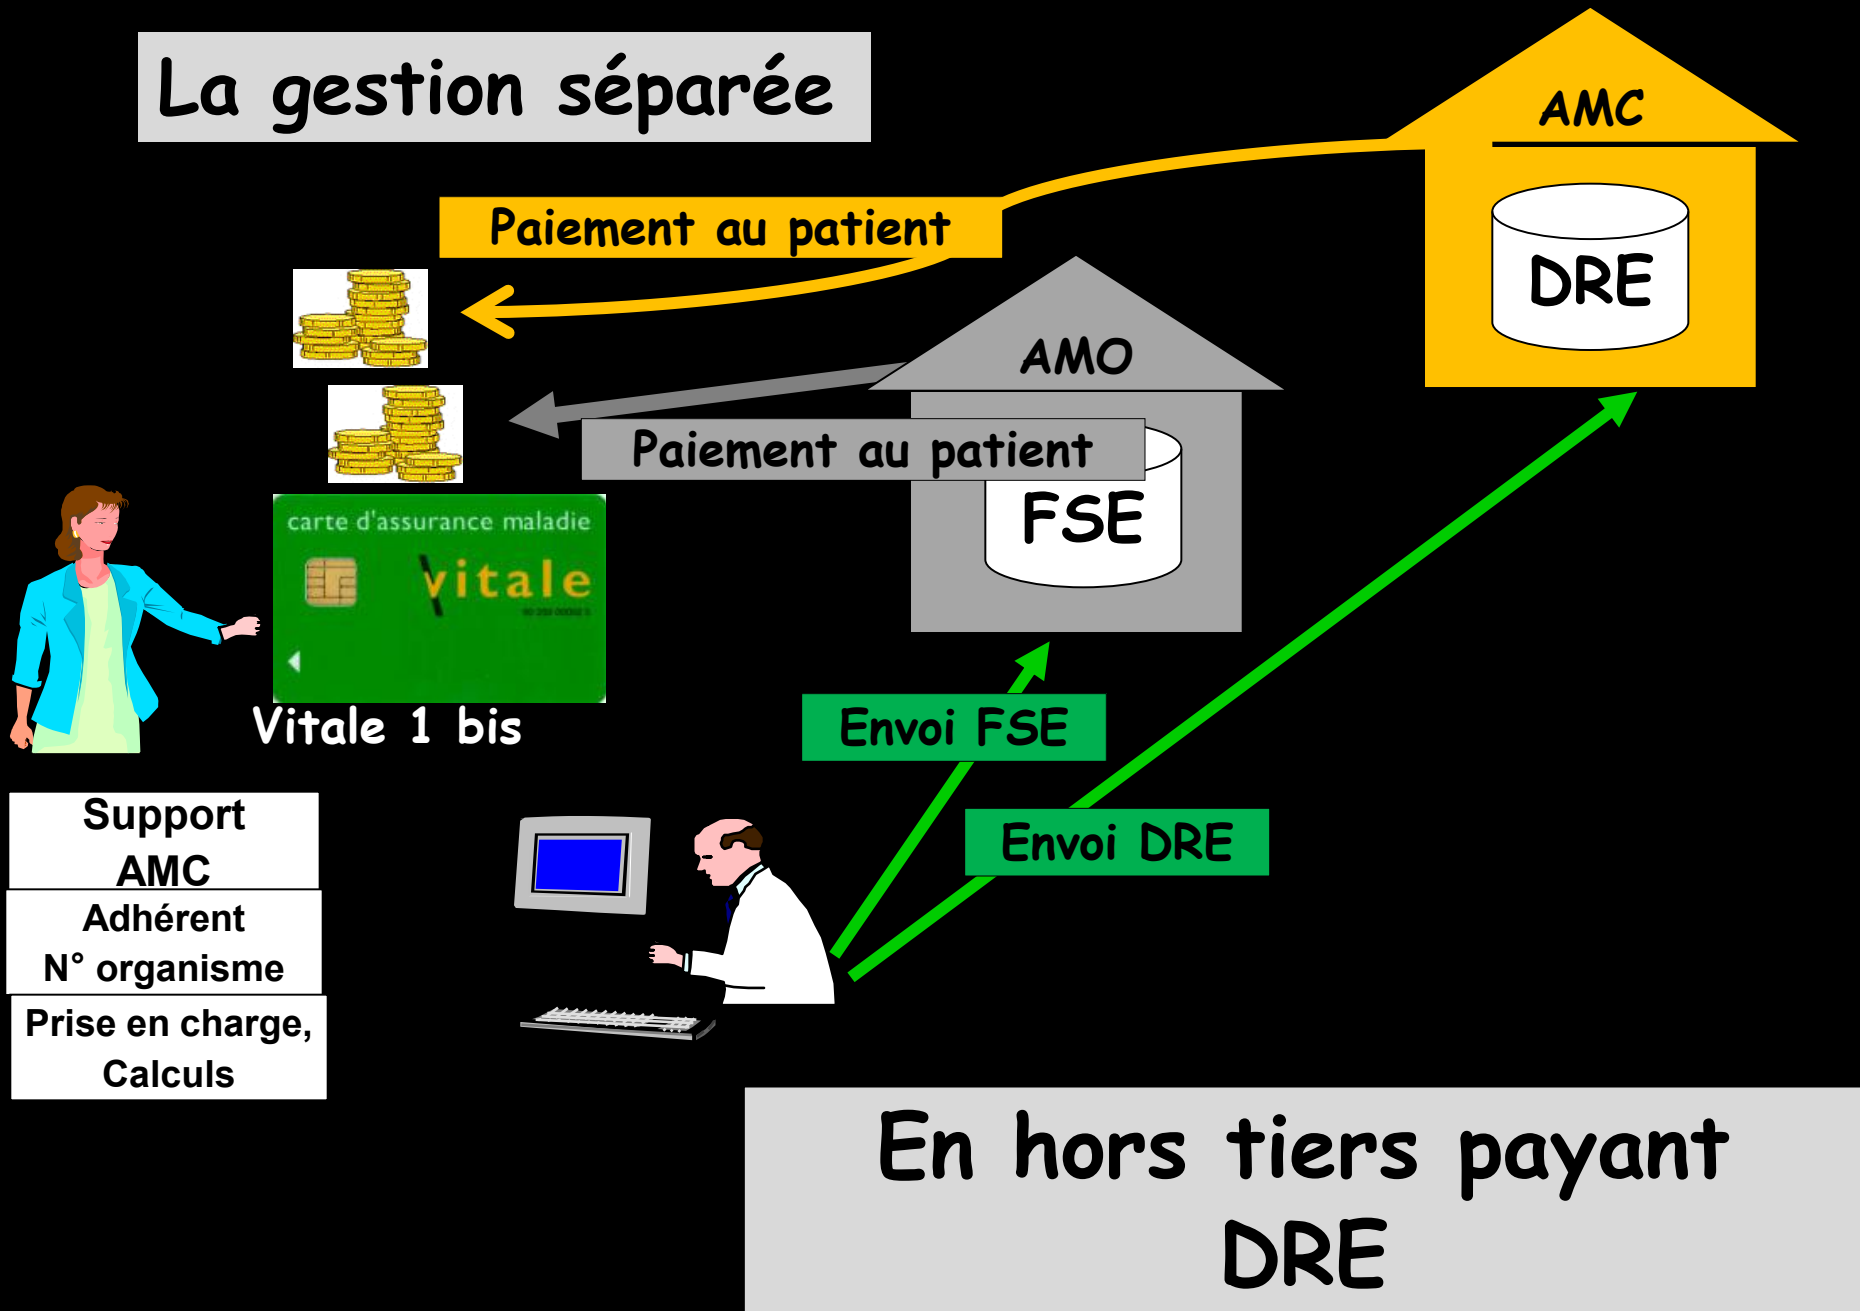 La gestion séparée
AMC
DRE
Paiement au patient
AMO
Paiement au patient
FSE
carte d'assurance maladie
vitale
Vitale 1 bis
Envoi FSE
Envoi DRE
Support
AMC
Adhérent
N° organisme
Prise en charge,
Calculs
En hors tiers payant
DRE